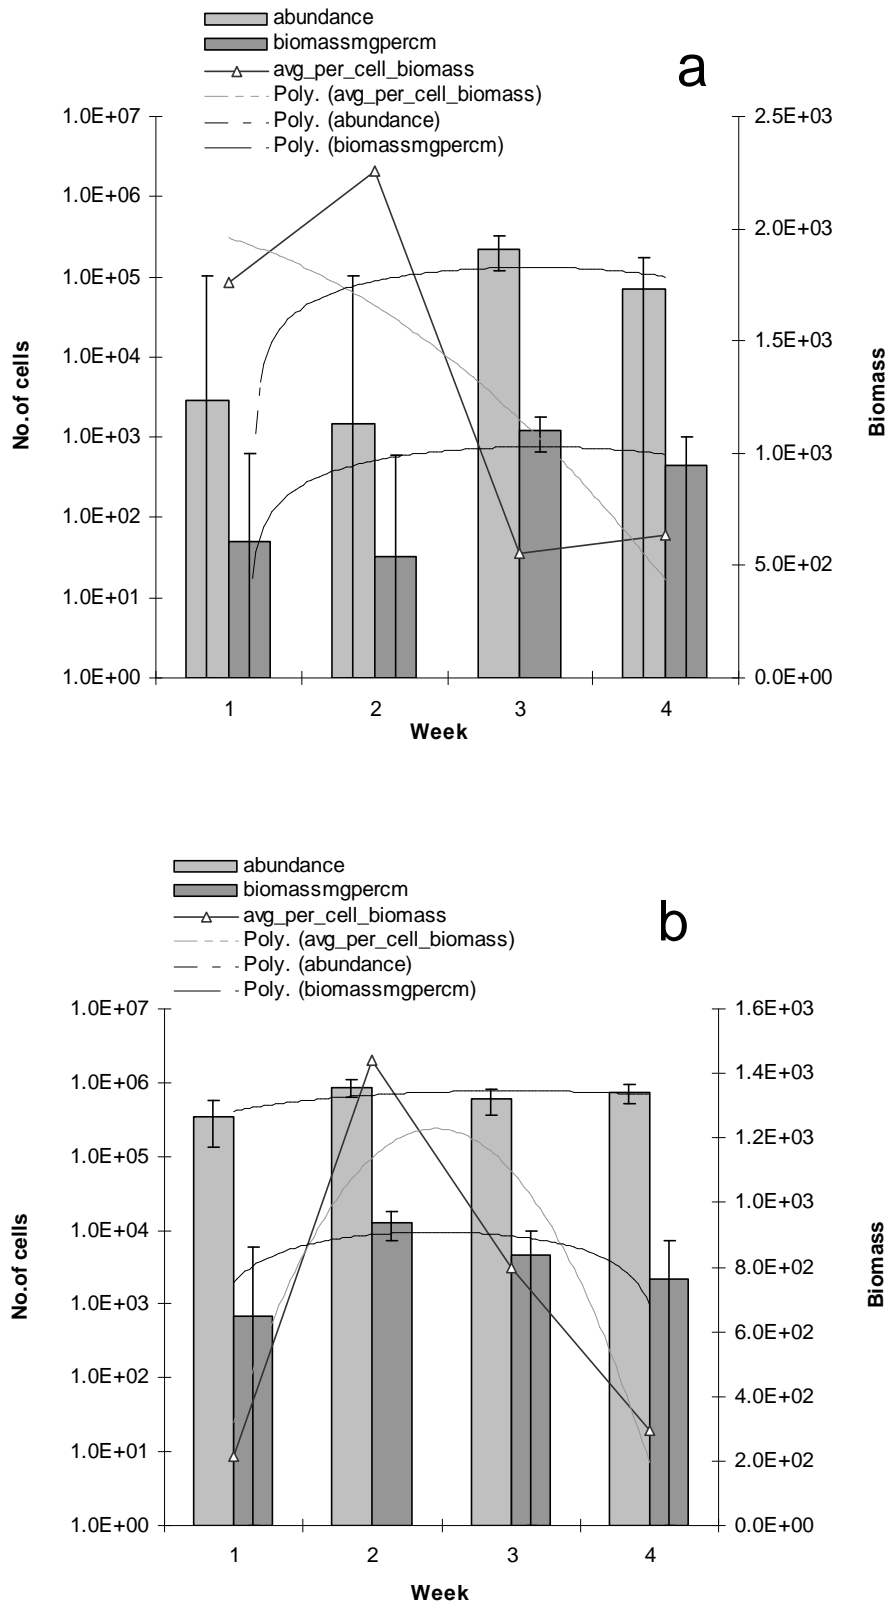 abundance
biomassmgpercm
avg_per_cell_biomass
Poly. (avg_per_cell_biomass)
Poly. (abundance)
Poly. (biomassmgpercm)
a
1.0E+07
1.0E+06
1.0E+05
1.0E+04
1.0E+03
1.0E+02
1.0E+01
1.0E+00
No.of cells
2.5E+03
2.0E+03
1.5E+03
1.0E+03
5.0E+02
0.0E+00
Biomass
1 2 3 4
Week
abundance
biomassmgpercm
avg_per_cell_biomass
Poly. (avg_per_cell_biomass)
Poly. (abundance)
Poly. (biomassmgpercm)
b
1.0E+07
1.0E+06
1.0E+05
1.0E+04
1.0E+03
1.0E+02
1.0E+01
1.0E+00
No.of cells
1.6E+03
1.4E+03
1.2E+03
1.0E+03
8.0E+02
6.0E+02
4.0E+02
2.0E+02
0.0E+00
Biomass
1 2 3 4
Week